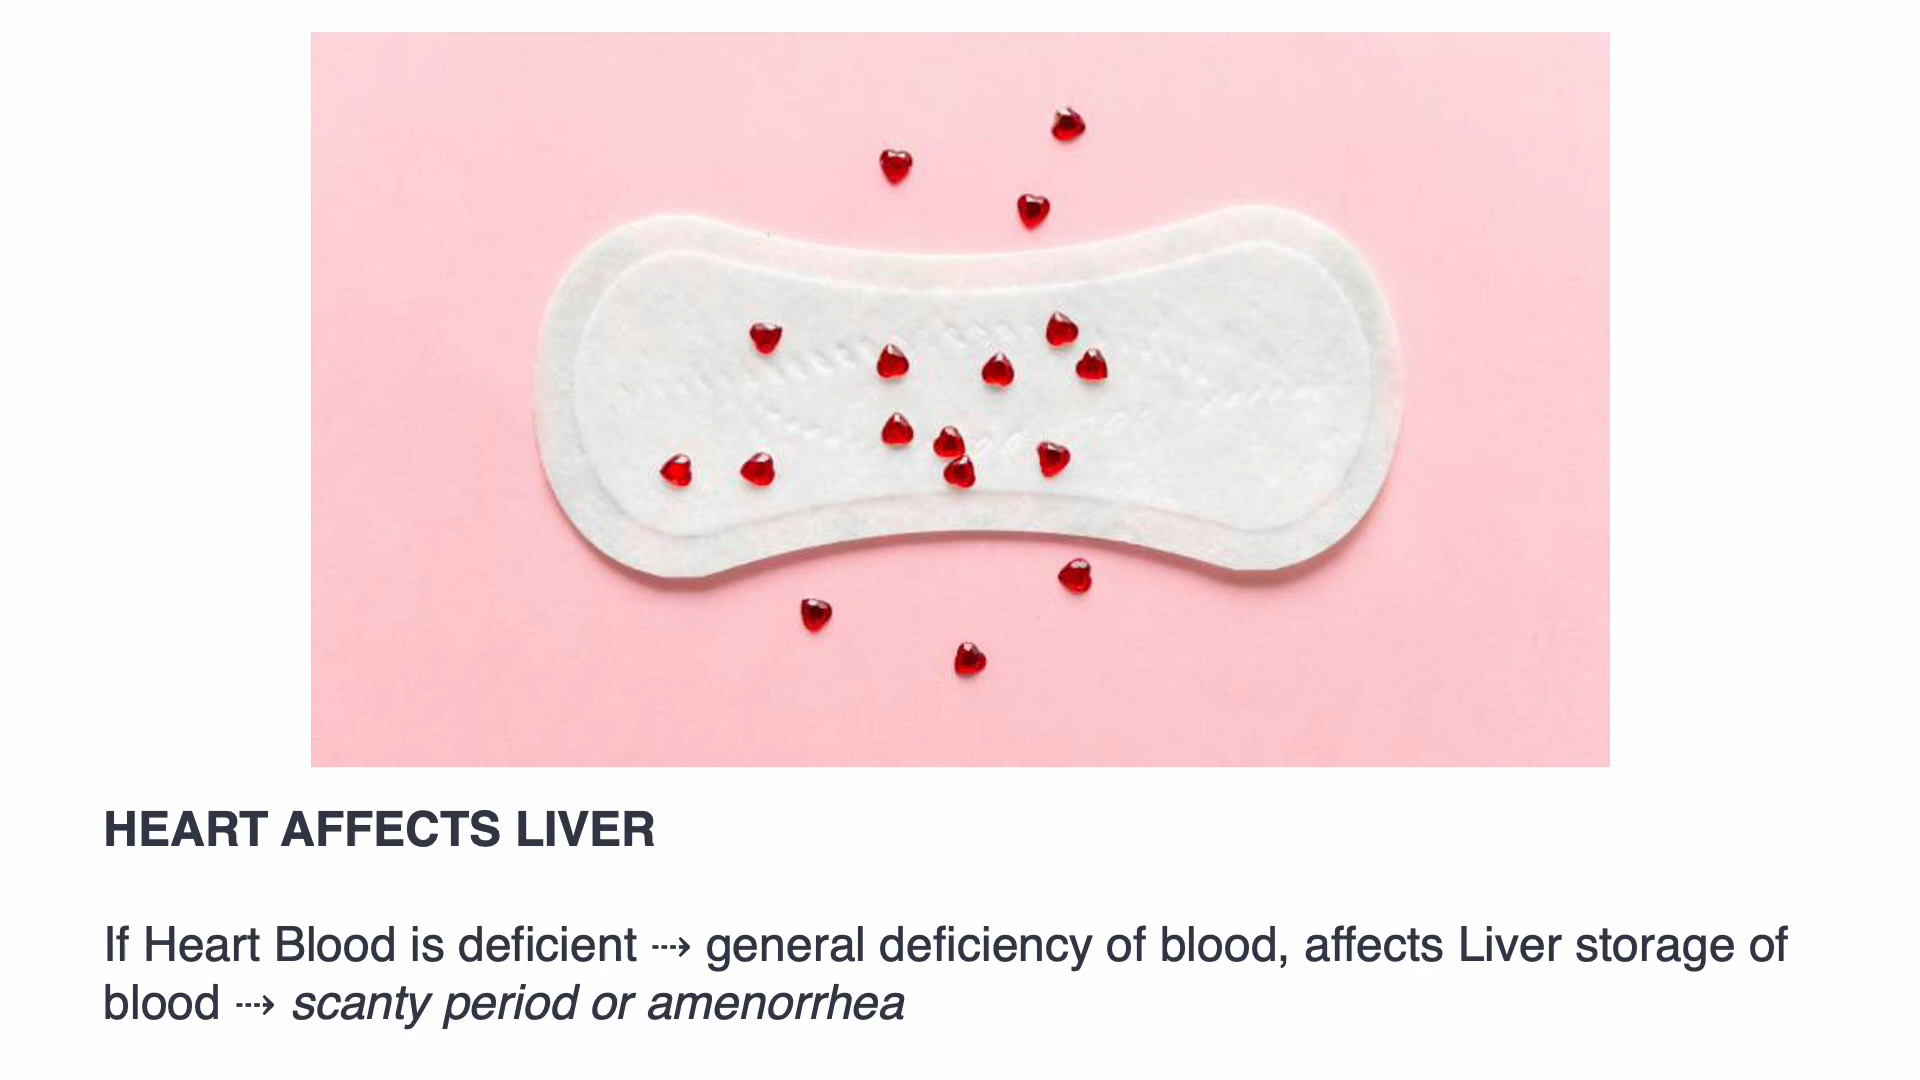 HEART AFFECTS LIVER
If Heart Blood is deficient ⤏ general deficiency of blood, affects Liver storage of
blood ⤏ scanty period or amenorrhea